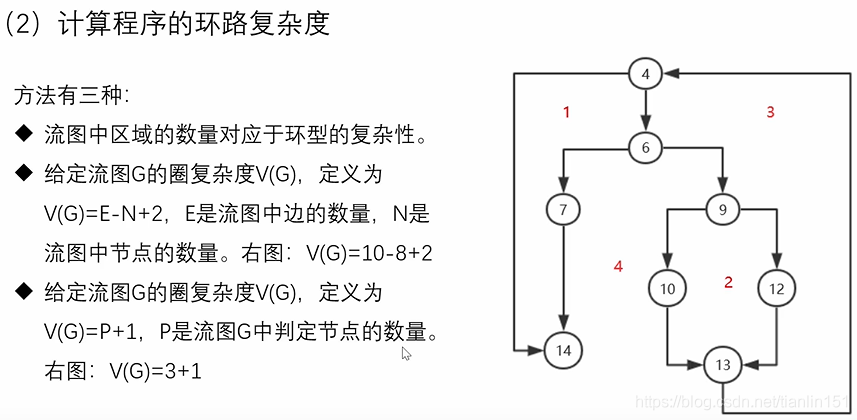 （2）计算程序的环路复杂度
方法有三种：
◆ 流图中区域的数量对应于环型的复杂性。
◆ 给定流图G的圈复杂度V(G)，定义为
V(G)=E-N+2，E是流图中边的数量，N是
流图中节点的数量。右图：V(G)=10-8+2
◆ 给定流图G的圈复杂度V(G)，定义为
V(G)=P+1，P是流图G中判定节点的数量。
右图：V(G)=3+1
4
1
3
6
7
9
4
10
2
12
14
13
https://blog.csdn.net/tianlin151